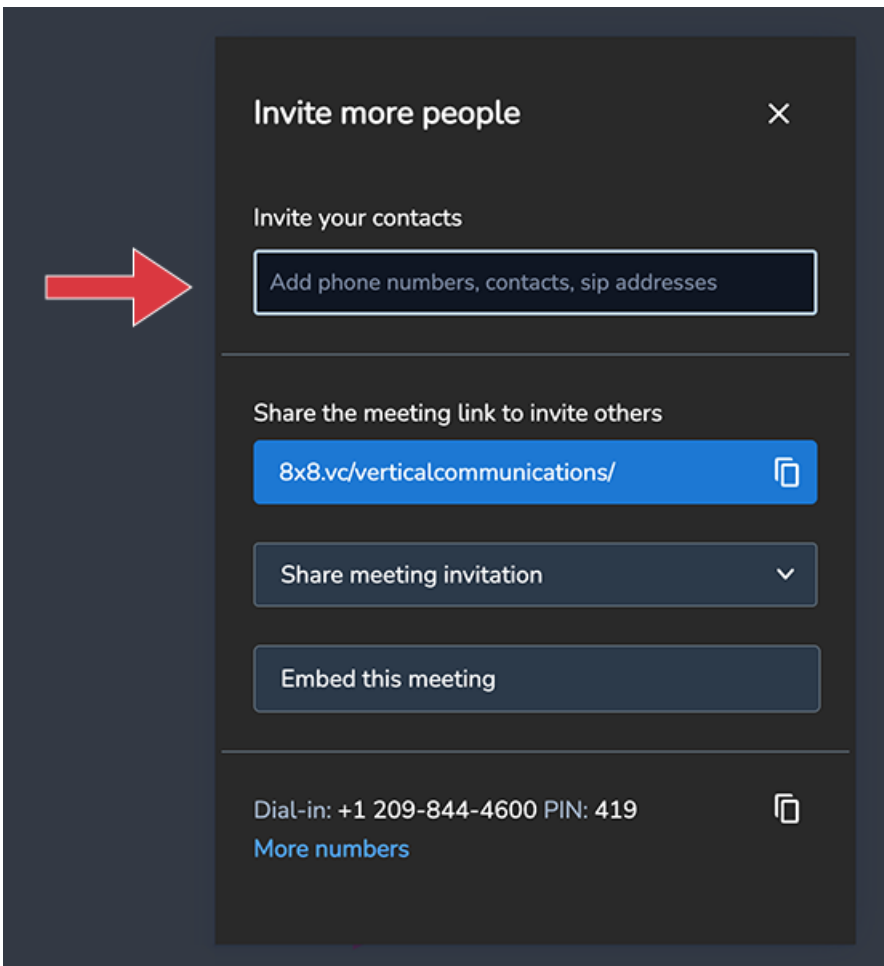 Invite more people
Invite your contacts
Add phone numbers, contacts, sip addresses
Share the meeting link to invite others
8x8.vc/verticalcommunications/
Share meeting invitation
Embed this meeting
Dial-in: +1 209-844-4600 PIN: 419
More numbers